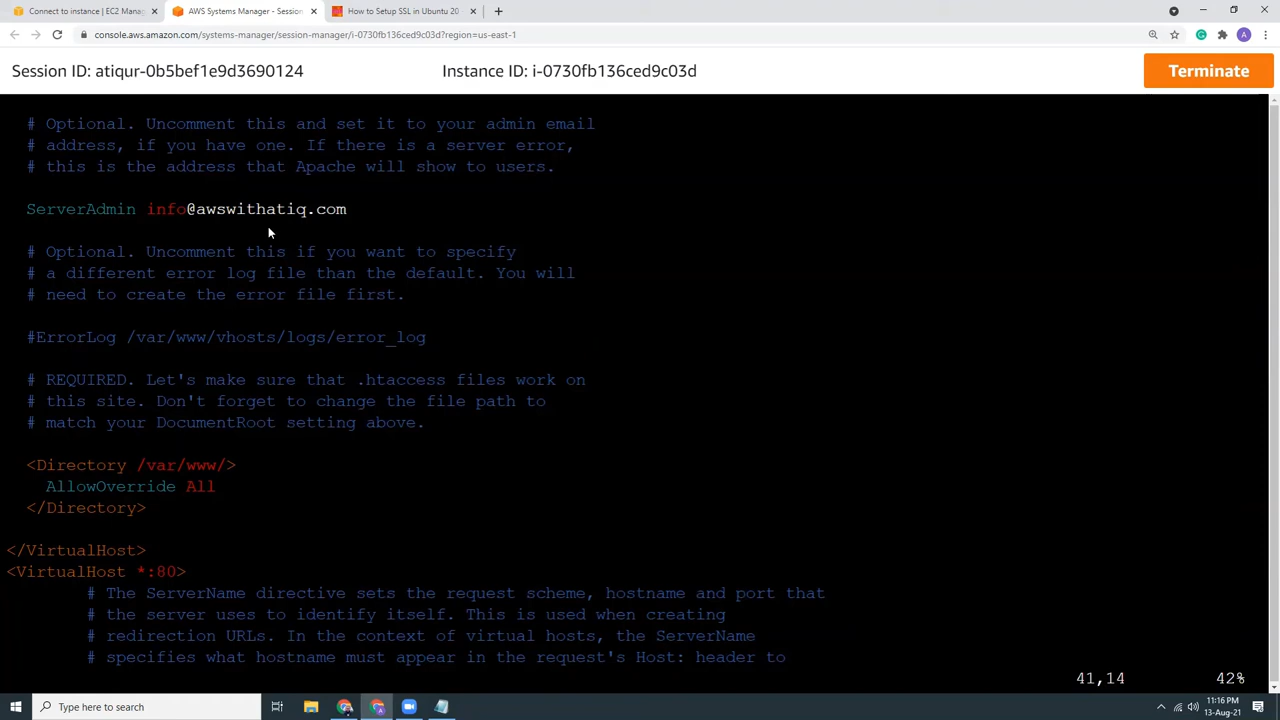 Connect to instance | EC2 Manag
AWS Systems Manager - Session
How to Setup SSL in Ubuntu 20
console.aws.amazon.com/systems-manager/session-manager/i-0730fb136ced9c03d?region=us-east-1
A
Session ID: atiqur-0b5bef1e9d3690124
Instance ID: i-0730fb136ced9c03d
Terminate
# Optional. Uncomment this and set it to your admin email
# address, if you have one. If there is a server error,
# this is the address that Apache will show to users.
ServerAdmin info@awswithatiq.com
# Optional. Uncomment this if you want to specify
# a different error log file than the default. You will
# need to create the error file first.
#ErrorLog /var/www/vhosts/logs/error_log
# REQUIRED. Let's make sure that .htaccess files work on
# this site. Don't forget to change the file path to
# match your DocumentRoot setting above.
<Directory /var/www/>
AllowOverride All
</Directory>
</VirtualHost>
<VirtualHost *:80>
# The ServerName directive sets the request scheme, hostname and port that
# the server uses to identify itself. This is used when creating
# redirection URLs. In the context of virtual hosts, the ServerName
# specifies what hostname must appear in the request's Host: header to
41,14
42%
Type here to search
11:16 PM
13-Aug-21